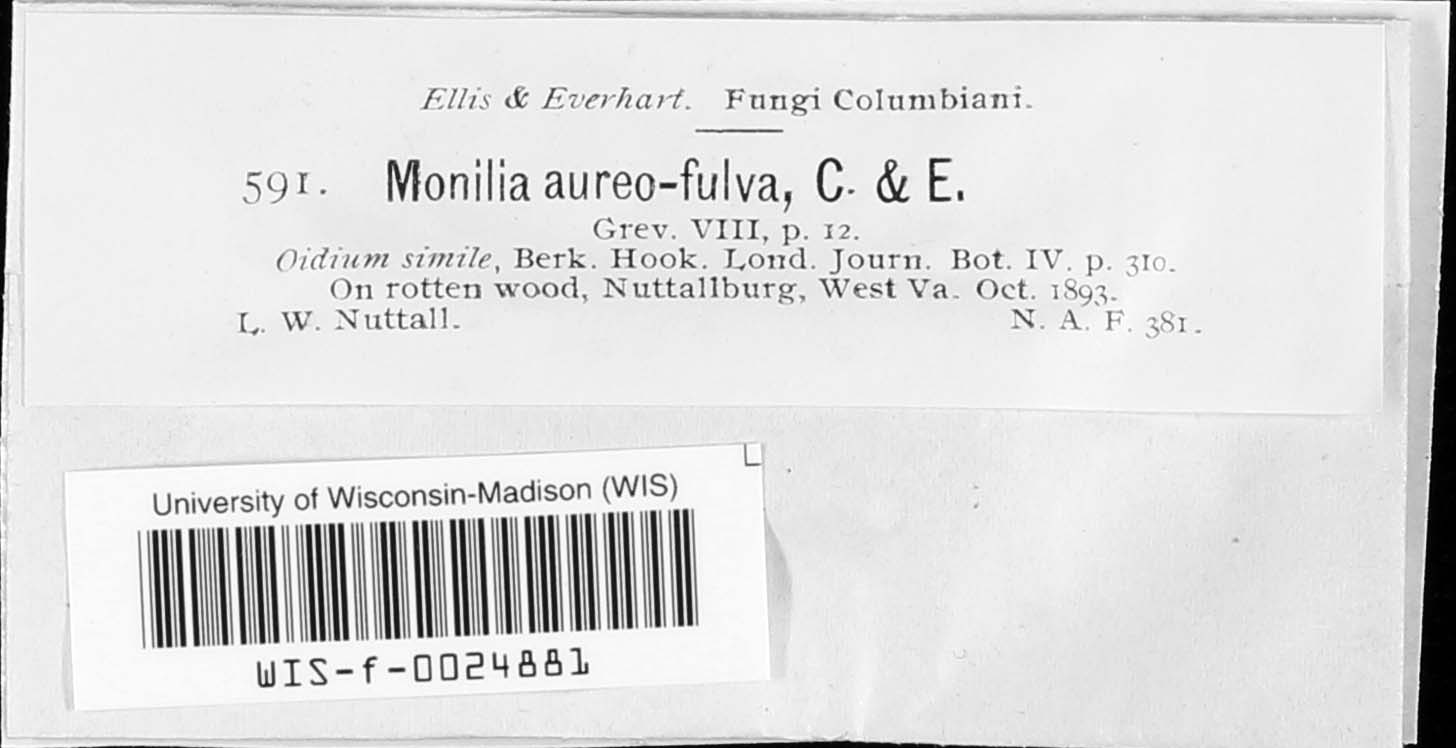 Ellis & Everhart. Fungi Columbiani.
591. Monilia aureo-fulva, C. & E.
Grev. VIII, p. 12.
Oidium simile, Berk. Hook. Lond. Journ. Bot. IV. p. 310.
On rotten wood, Nuttallburg, West Va. Oct. 1893.
L. W. Nuttall. N. A. F. 381.
University of Wisconsin-Madison (WIS)
WIS-f-0024881